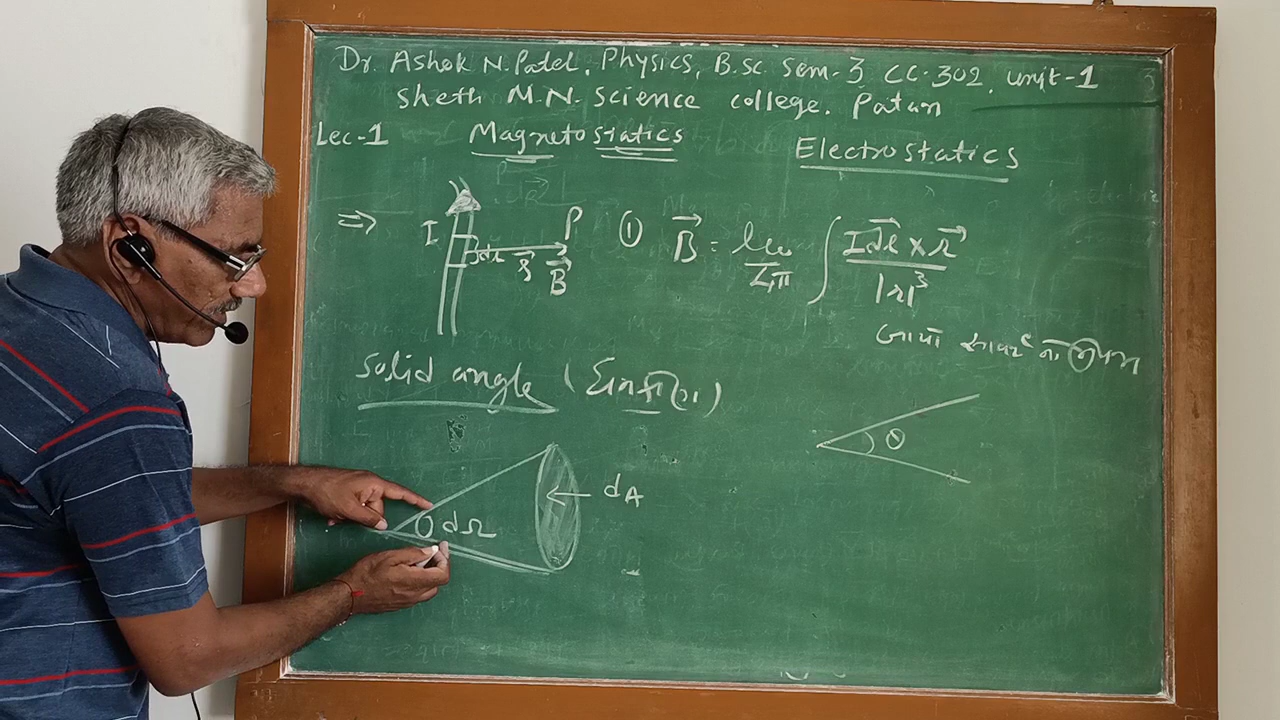 Dr. Ashok N. Patel, Physics, B.Sc. Sem-3 CC-302, unit-1
Sheth M.N. Science college. Patan
Lec-1 Magnetostatics Electrostatics
⇒ I dl r⃗ P B⃗ ① B⃗ = μ₀/4π ∫ I dl⃗ × r⃗ / |r|³
Solid angle (
θ
dΩ ← dA